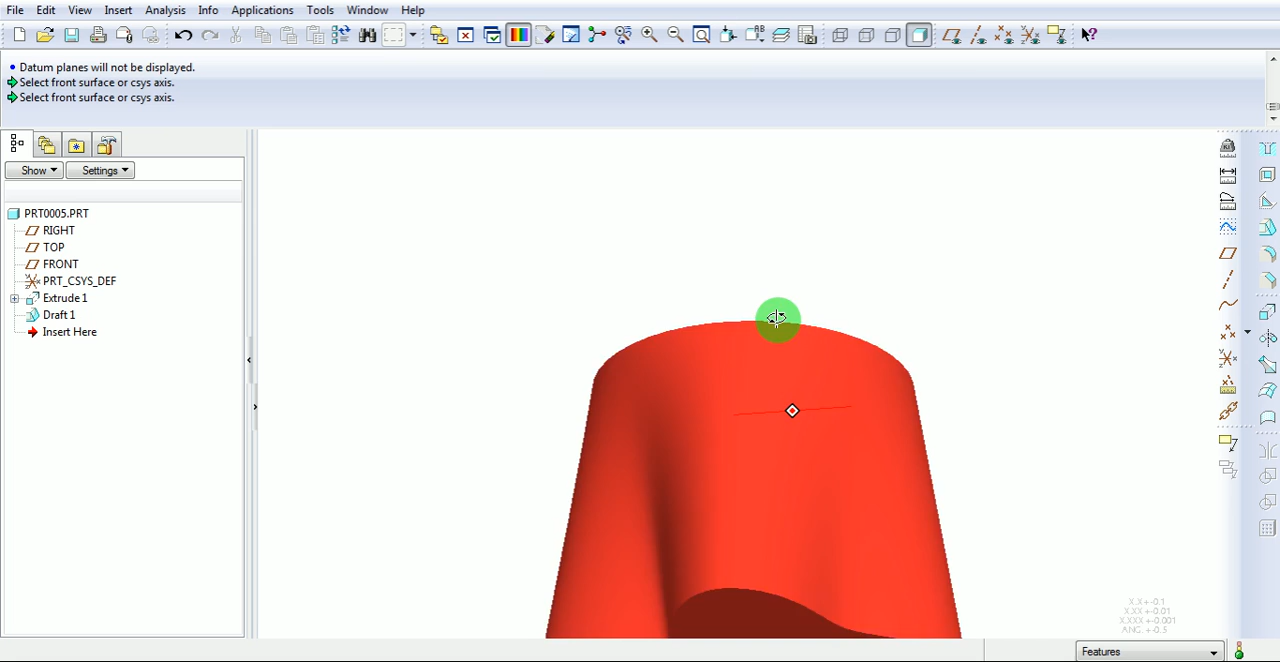 File Edit View Insert Analysis Info Applications Tools Window Help
Datum planes will not be displayed.
Select front surface or csys axis.
Select front surface or csys axis.
Show Settings
PRT0005.PRT
RIGHT
TOP
FRONT
PRT_CSYS_DEF
Extrude 1
Draft 1
Insert Here
X.X+-0.1
X.XX+-0.01
X.XXX+-0.001
ANG.+-0.5
Features